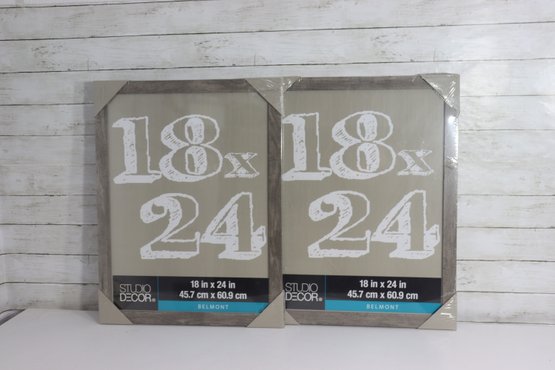 18x
24
STUDIO
DECOR®
18 in x 24 in
45.7 cm x 60.9 cm
BELMONT
18x
24
STUDIO
DECOR®
18 in x 24 in
45.7 cm x 60.9 cm
BELMONT